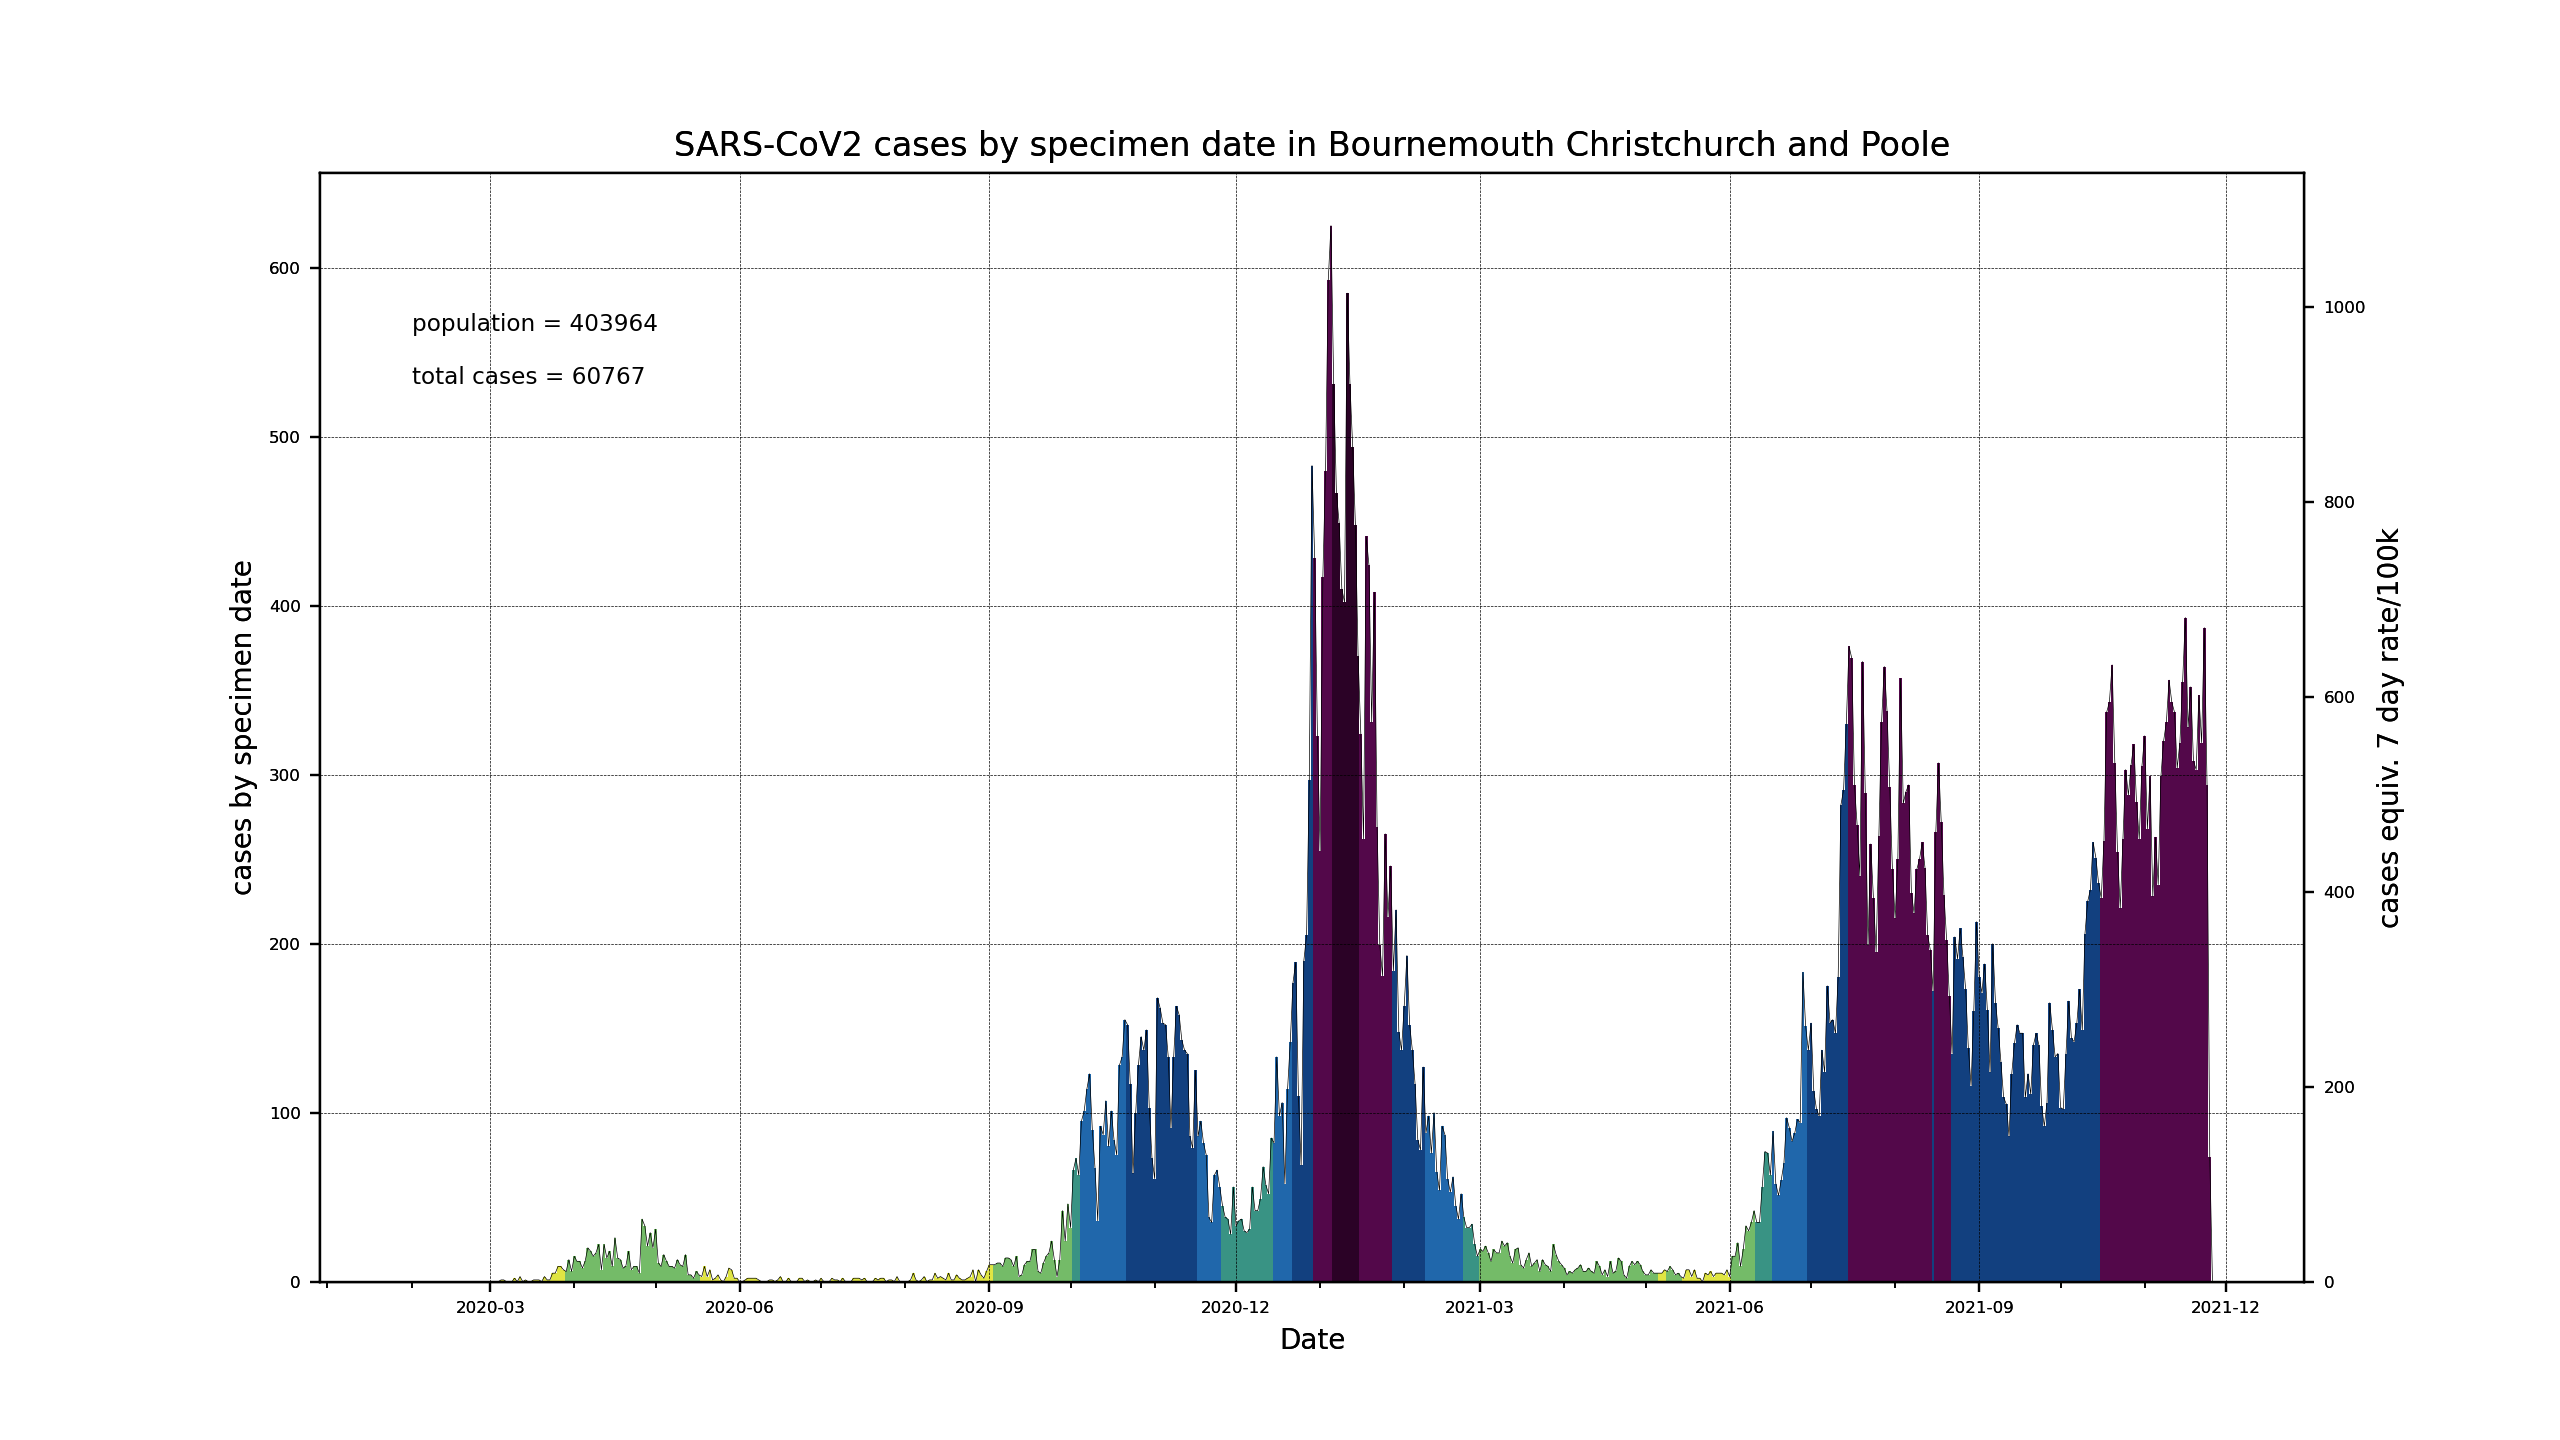 SARS-CoV2 cases by specimen date in Bournemouth Christchurch and Poole
population = 403964
total cases = 60767
cases by specimen date
600
500
400
300
200
100
0
1000
800
600
400
200
0
cases equiv. 7 day rate/100k
2020-03 2020-06 2020-09 2020-12 2021-03 2021-06 2021-09 2021-12
Date